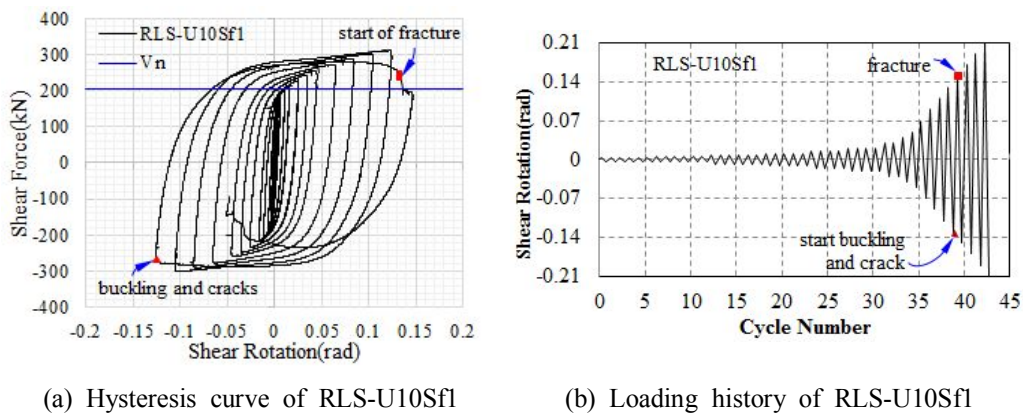 400
300
200
100
0
-100
-200
-300
400
Shear Force(kN)
RLS-U10Sf1
Vn
start of fracture
buckling and cracks
-0.2 -0.15 -0.1 -0.05 0 0.05 0.1 0.15 0.2
Shear Rotation(rad)
(a) Hysteresis curve of RLS-U10Sf1
0.21
0.14
0.07
0
-0.07
-0.14
-0.21
Shear Rotation(rad)
RLS-U10Sf1
fracture
start buckling
and crack
0 5 10 15 20 25 30 35 40 45
Cycle Number
(b) Loading history of RLS-U10Sf1